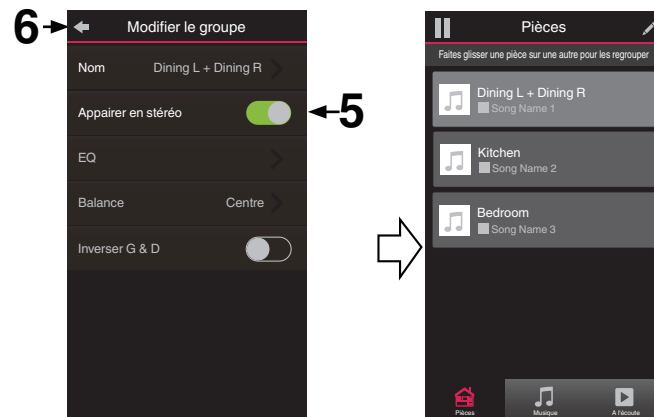 6
Modifier le groupe
Nom Dining L + Dining R
Appairer en stéréo
5
EQ
Balance Centre
Inverser G & D
Pièces
Faites glisser une pièce sur une autre pour les regrouper
Dining L + Dining R
Song Name 1
Kitchen
Song Name 2
Bedroom
Song Name 3
Pièces Musique A l'écoute